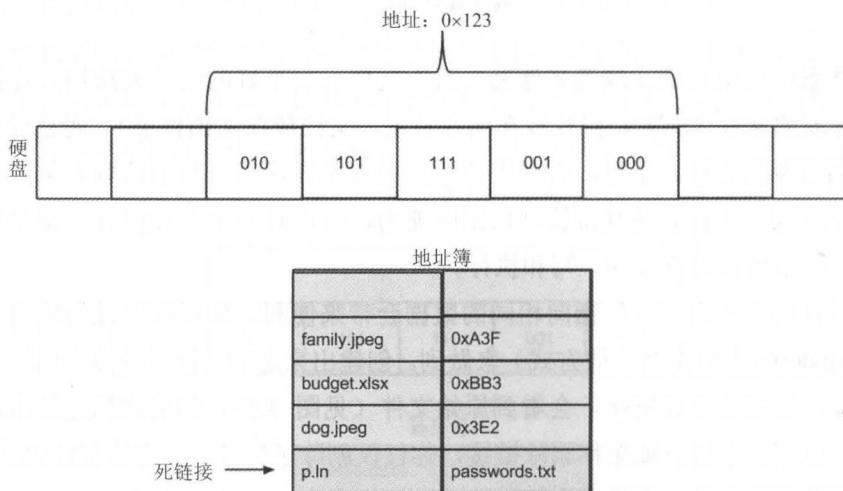 地址：0×123
硬盘
010 101 111 001 000
地址簿
family.jpeg 0xA3F
budget.xlsx 0xBB3
dog.jpeg 0x3E2
死链接 p.ln passwords.txt